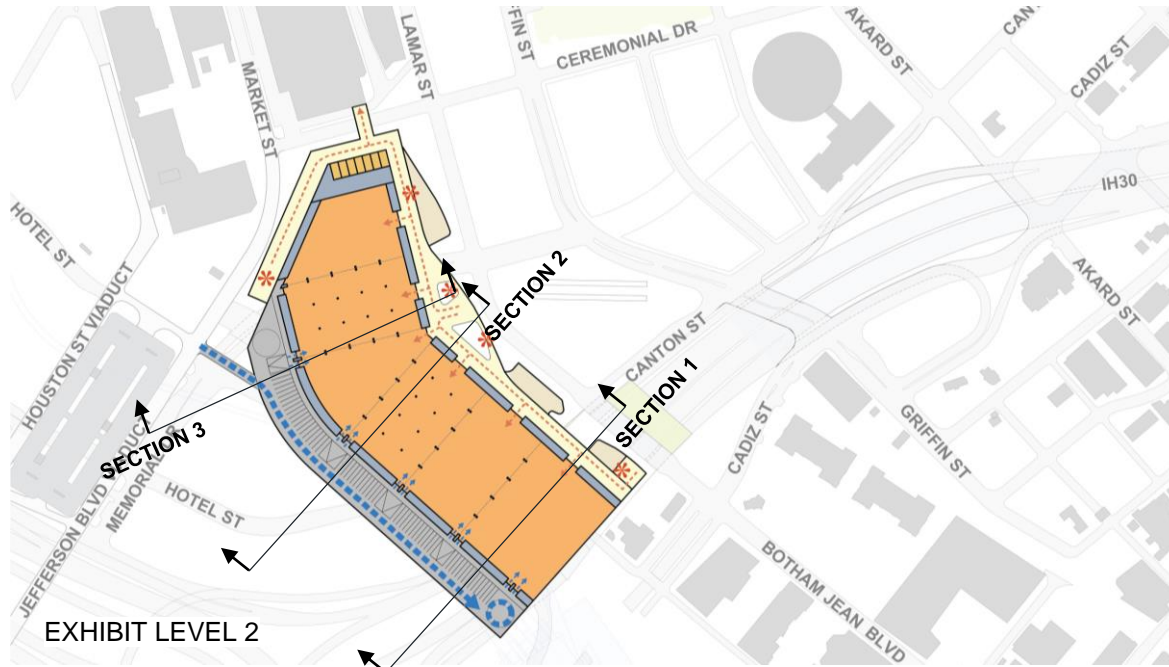 LAMAR ST
FIN ST
CEREMONIAL DR
AKARD ST
CAN
CADIZ ST
MARKET ST
IH30
HOTEL ST
HOUSTON ST VIADUCT
SECTION 2
AKARD ST
CANTON ST
SECTION 1
SECTION 3
CADIZ ST
GRIFFIN ST
HOTEL ST
JEFFERSON BLVD
DUCT
MEMORIAL
BOTHAM JEAN BLVD
EXHIBIT LEVEL 2